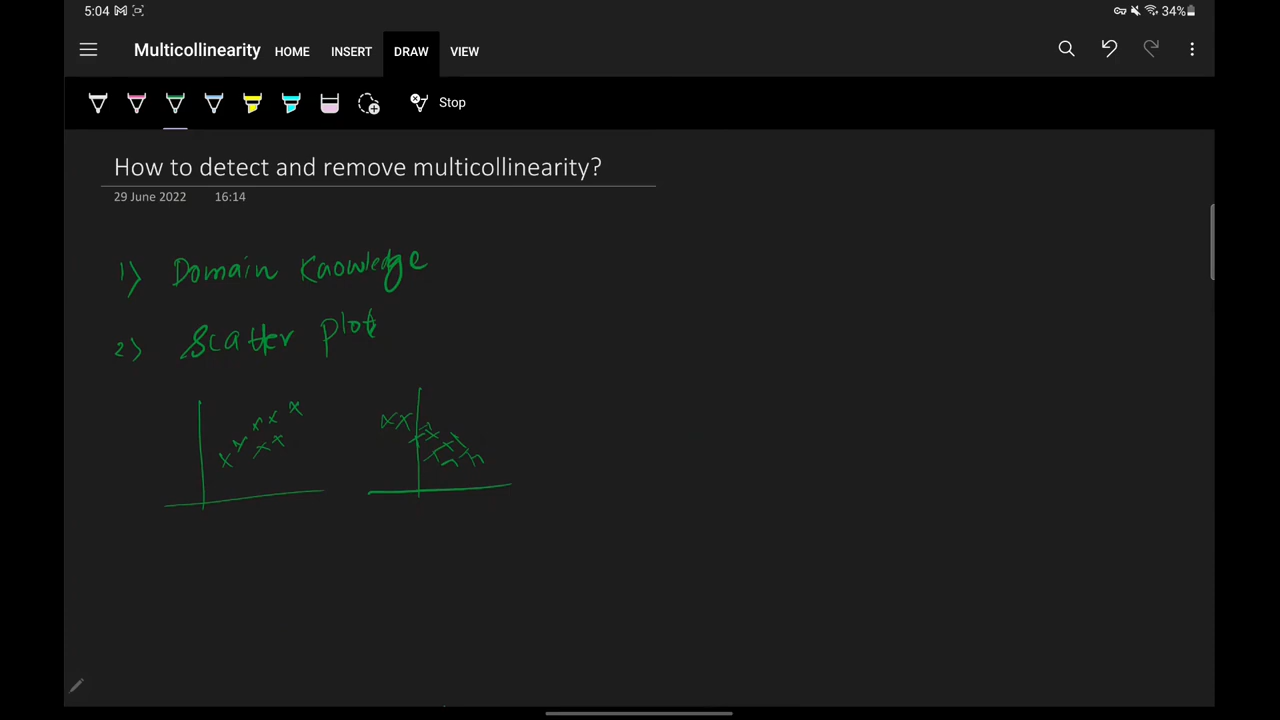 5:04 34%
Multicollinearity HOME INSERT DRAW VIEW
Stop
How to detect and remove multicollinearity?
29 June 2022 16:14
1) Domain Knowledge
2) Scatter plot